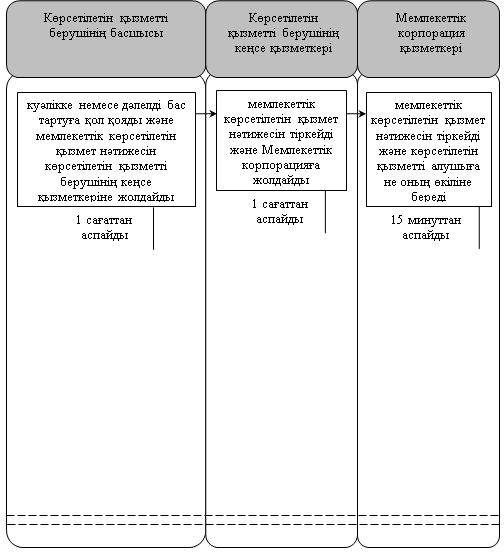 Көрсетілетін қызметті
берушінің басшысы
Көрсетілетін
қызметті берушінің
кеңсе қызметкері
Мемлекеттік
корпорация
қызметкері
куәлікке немесе дәлелді бас
тартуға қол қояды және
мемлекеттік көрсетілетін
қызмет нәтижесін
көрсетілетін қызметті
берушінің кеңсе
қызметкеріне жолдайды
мемлекеттік
көрсетілетін қызмет
нәтижесін тіркейді
және Мемлекеттік
корпорацияға
жолдайды
мемлекеттік
көрсетілетін қызмет
нәтижесін тіркейді
және көрсетілетін
қызметті алушыға
не оның өкіліне
береді
1 сағаттан
аспайды
1 сағаттан
аспайды
15 минуттан
аспайды